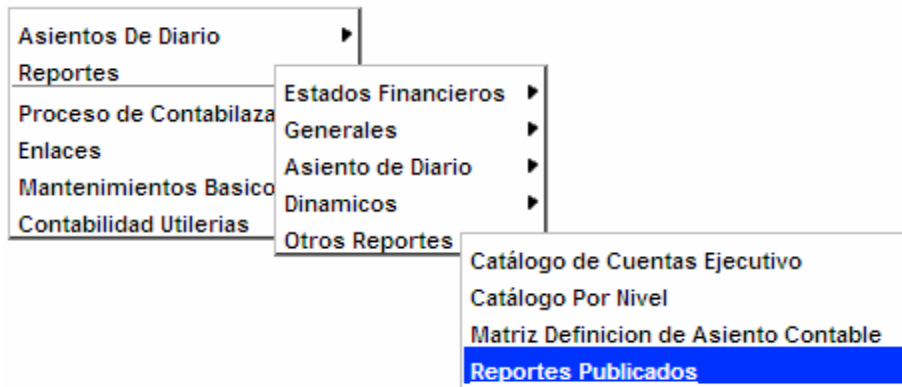 Asientos De Diario
Reportes
Proceso de Contabilaza
Enlaces
Mantenimientos Basico
Contabilidad Utilerias
Estados Financieros
Generales
Asiento de Diario
Dinamicos
Otros Reportes
Catálogo de Cuentas Ejecutivo
Catálogo Por Nivel
Matriz Definicion de Asiento Contable
Reportes Publicados